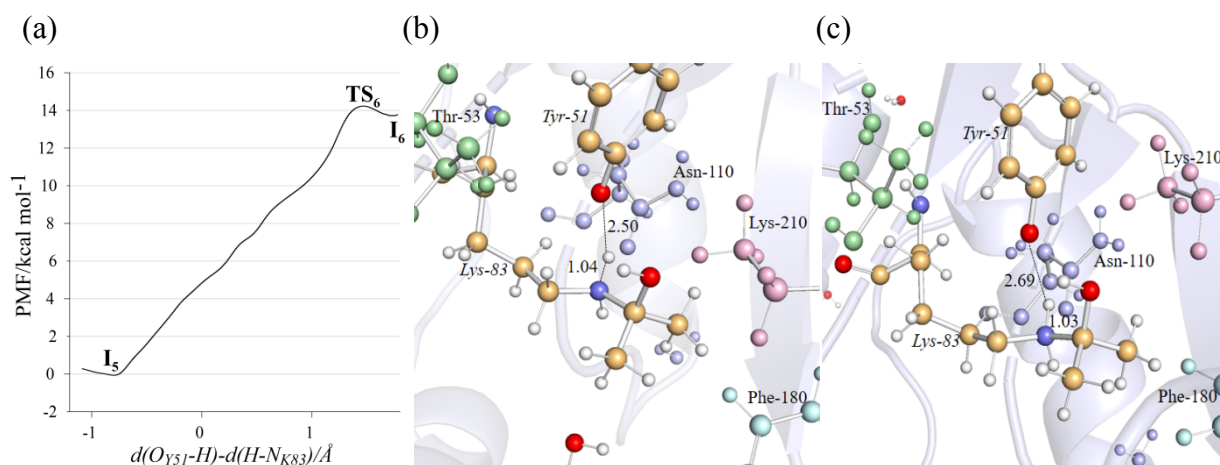 (a)
(b)
(c)
PMF/kcal mol⁻¹
16
14
12
10
8
6
4
2
0
-2
-1
0
1
I₅
TS₆
I₆
d(O_Y51-H)-d(H-N_K83)/Å
Thr-53
Tyr-51
Asn-110
2.50
Lys-210
1.04
Lys-83
Phe-180
Thr-53
Tyr-51
Lys-210
Asn-110
2.69
1.03
Lys-83
Phe-180